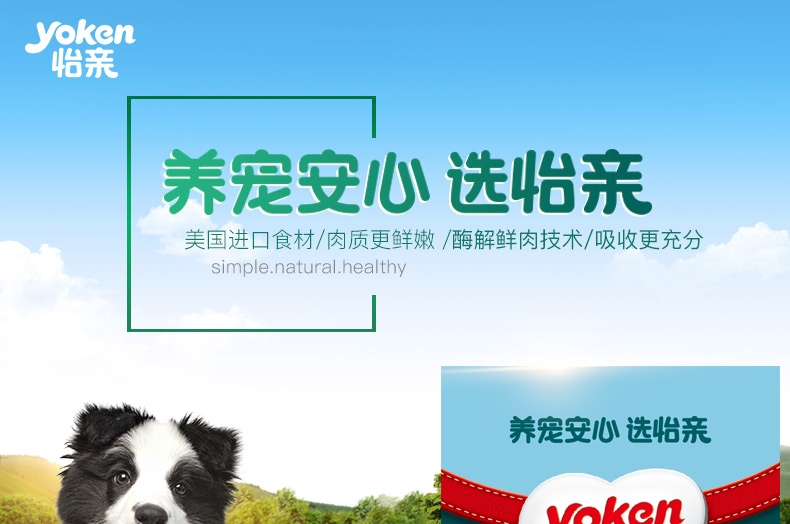 yoken
怡亲
养宠安心 选怡亲
美国进口食材/肉质更鲜嫩 /酶解鲜肉技术/吸收更充分
simple.natural.healthy
养宠安心 选怡亲
yoken